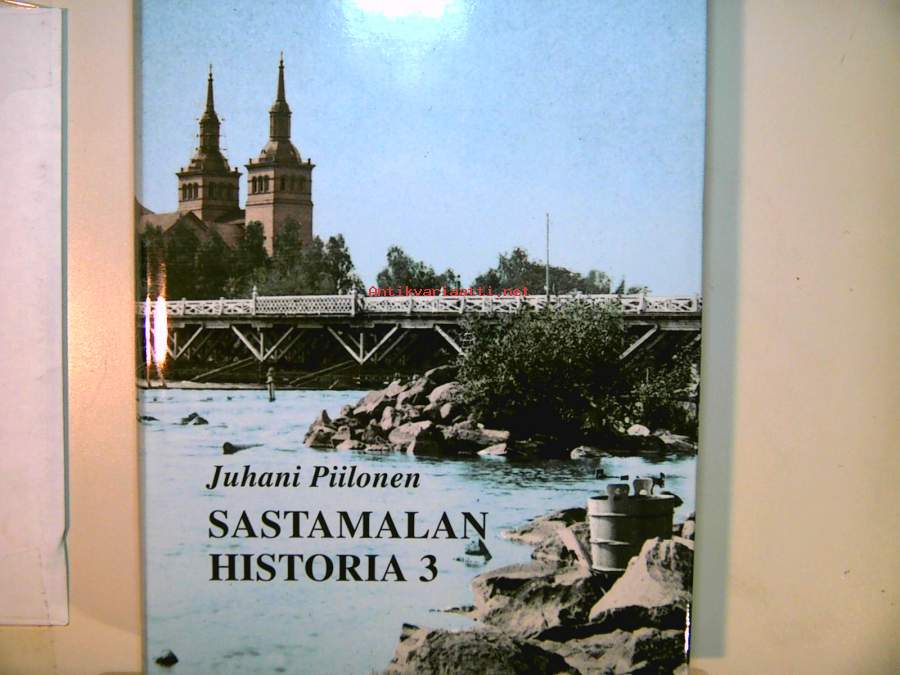 Antikvariaatti.net
Juhani Piilonen
SASTAMALAN
HISTORIA 3